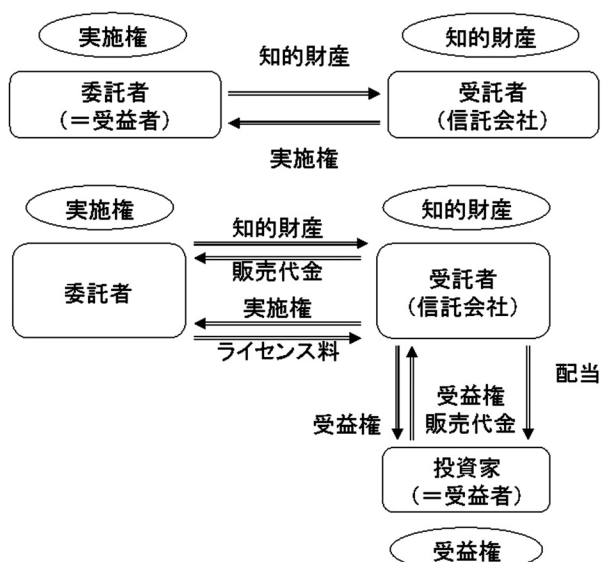 実施権
知的財産
知的財産
委託者
（＝受益者）
受託者
（信託会社）
実施権
実施権
知的財産
知的財産
販売代金
委託者
受託者
（信託会社）
実施権
ライセンス料
配当
受益権
受益権
販売代金
投資家
（＝受益者）
受益権